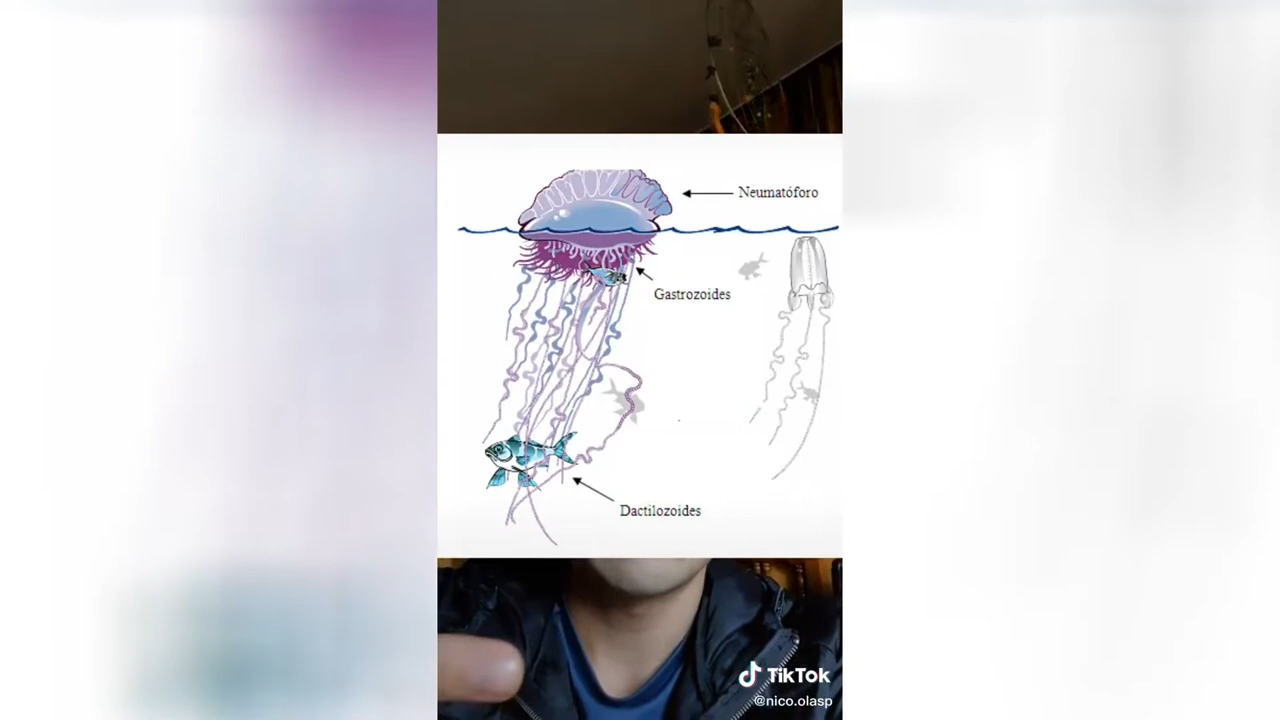 Neumatóforo
Gastrozoides
Dactilozoides
TikTok
@nico.olasp